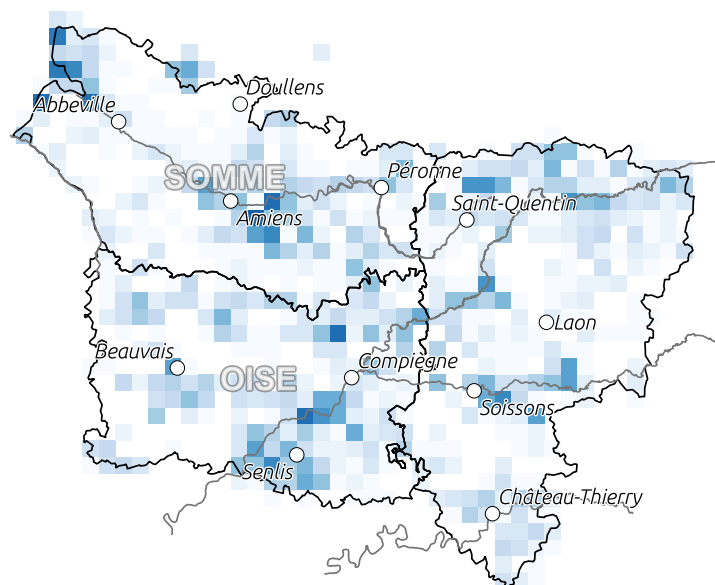 Doullens
Abbeville
Péronne
SOMME
Saint-Quentin
Amiens
Laon
Beauvais
Compiègne
OISE
Soissons
Senlis
Château-Thierry